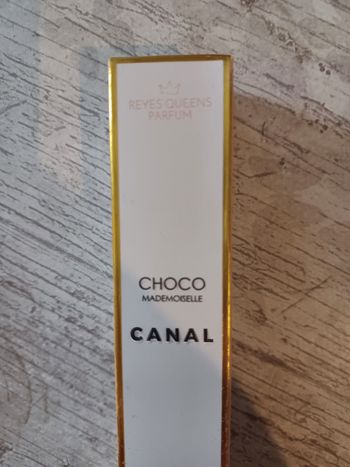 REYES QUEENS
PARFUM
CHOCO
MADEMOISELLE
CANAL